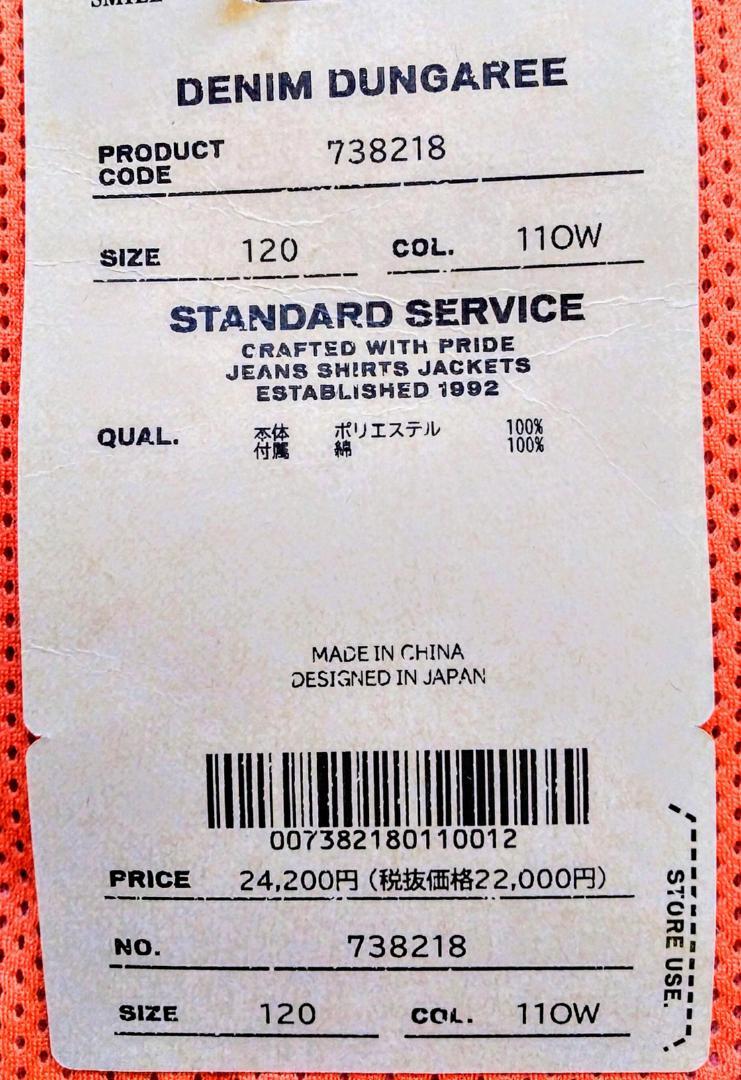 DENIM DUNGAREE
PRODUCT CODE 738218
SIZE 120 COL. 11OW
STANDARD SERVICE
CRAFTED WITH PRIDE
JEANS SHIRTS JACKETS
ESTABLISHED 1992
QUAL. 本体 ポリエステル 100%
付属 綿 100%
MADE IN CHINA
DESIGNED IN JAPAN
007382180110012
PRICE 24,200円 (税抜価格22,000円)
NO. 738218
SIZE 120 COL. 11OW
STORE USE.